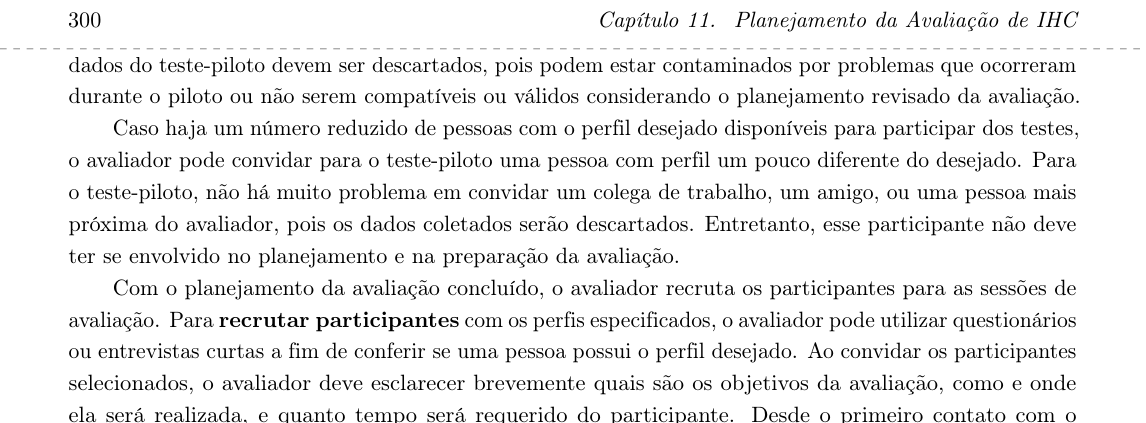 300 Capítulo 11. Planejamento da Avaliação de IHC
dados do teste-piloto devem ser descartados, pois podem estar contaminados por problemas que ocorreram
durante o piloto ou não serem compatíveis ou válidos considerando o planejamento revisado da avaliação.
Caso haja um número reduzido de pessoas com o perfil desejado disponíveis para participar dos testes,
o avaliador pode convidar para o teste-piloto uma pessoa com perfil um pouco diferente do desejado. Para
o teste-piloto, não há muito problema em convidar um colega de trabalho, um amigo, ou uma pessoa mais
próxima do avaliador, pois os dados coletados serão descartados. Entretanto, esse participante não deve
ter se envolvido no planejamento e na preparação da avaliação.
Com o planejamento da avaliação concluído, o avaliador recruta os participantes para as sessões de
avaliação. Para recrutar participantes com os perfis especificados, o avaliador pode utilizar questionários
ou entrevistas curtas a fim de conferir se uma pessoa possui o perfil desejado. Ao convidar os participantes
selecionados, o avaliador deve esclarecer brevemente quais são os objetivos da avaliação, como e onde
ela será realizada, e quanto tempo será requerido do participante. Desde o primeiro contato com o